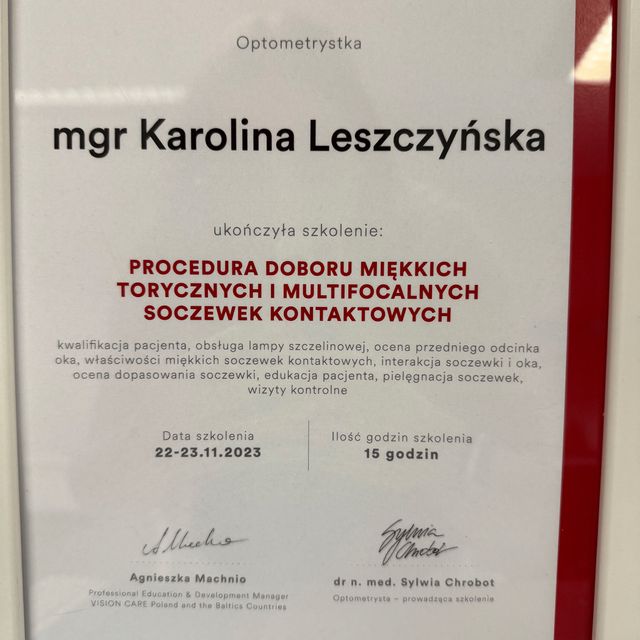 Optometrystka
mgr Karolina Leszczyńska
ukończyła szkolenie:
PROCEDURA DOBORU MIĘKKICH
TORYCZNYCH I MULTIFOCALNYCH
SOCZEWEK KONTAKTOWYCH
kwalifikacja pacjenta, obsługa lampy szczelinowej, ocena przedniego odcinka
oka, właściwości miękkich soczewek kontaktowych, interakcja soczewki i oka,
ocena dopasowania soczewki, edukacja pacjenta, pielęgnacja soczewek,
wizyty kontrolne
Data szkolenia
22-23.11.2023
Ilość godzin szkolenia
15 godzin
Sylwia
Chrobot
Agnieszka Machnio
Professional Education & Development Manager
VISION CARE Poland and the Baltics Countries
dr n. med. Sylwia Chrobot
Optometrysta – prowadząca szkolenie